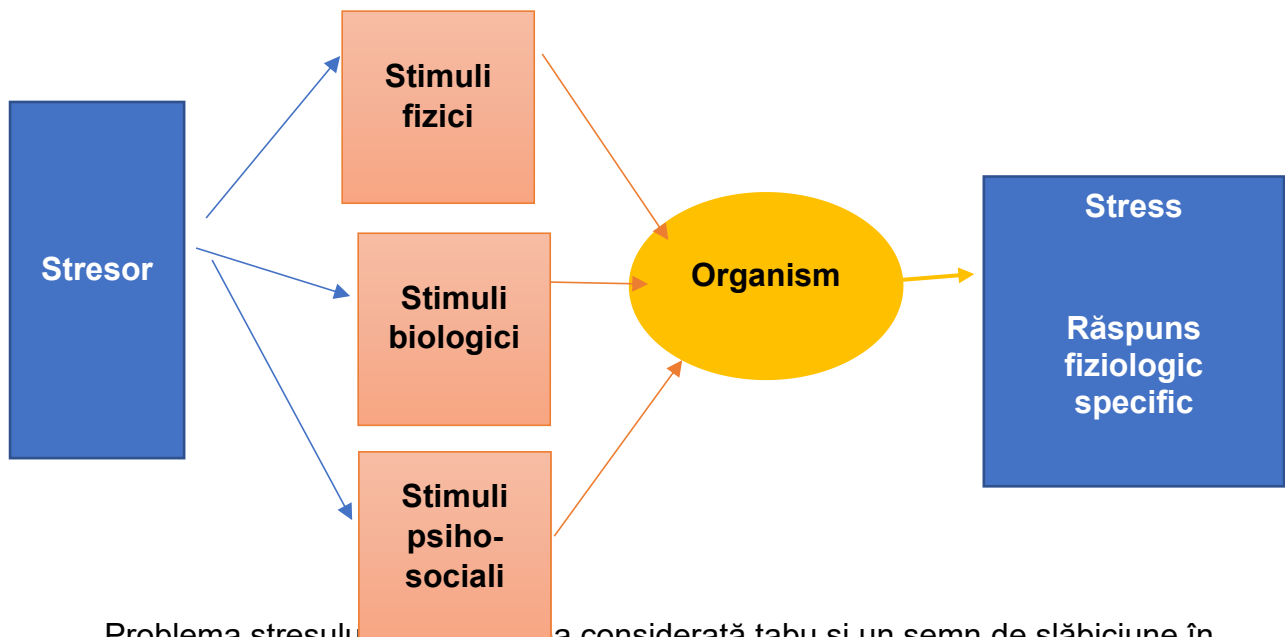 Stresor
Stimuli
fizici
Stimuli
biologici
Stimuli
psiho-
sociali
Organism
Stress
Răspuns
fiziologic
specific
Problema a considerată tabu și un semn de slăbiciune în